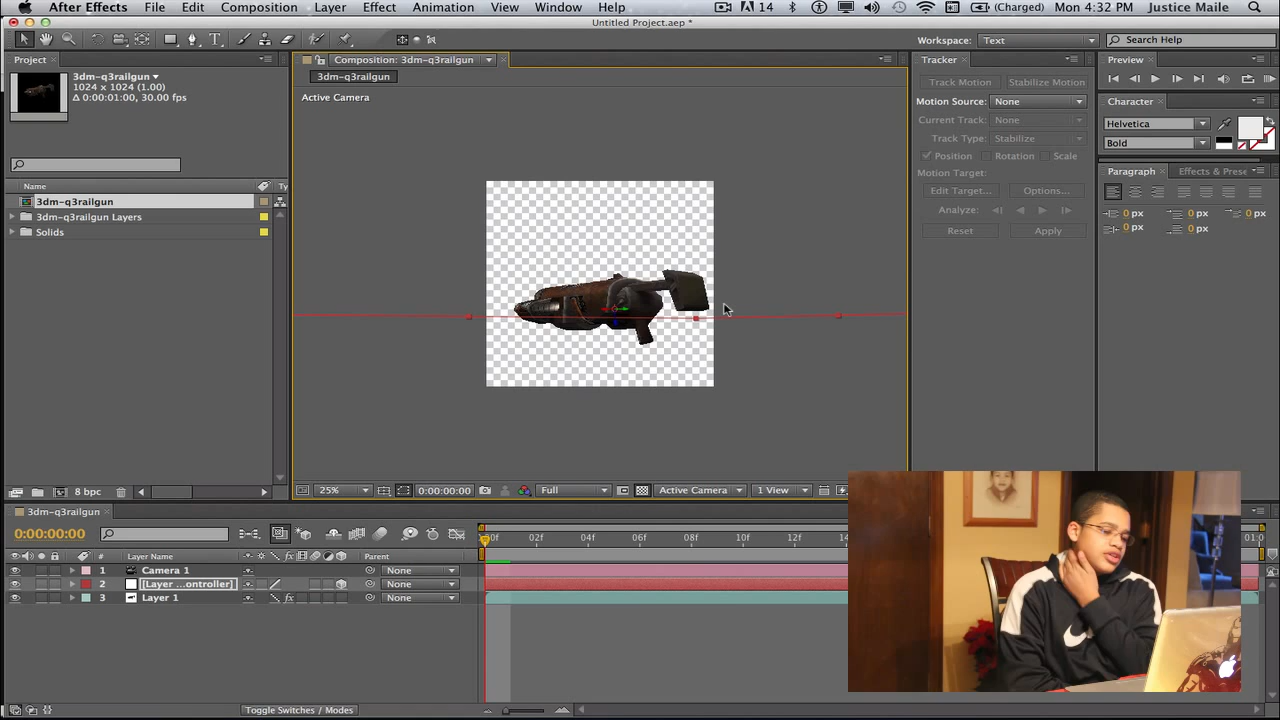 After Effects File Edit Composition Layer Effect Animation View Window Help 14 (Charged) Mon 4:32 PM Justice Maile
Untitled Project.aep *
Workspace: Text Search Help
Project
3dm-q3railgun
1024 x 1024 (1.00)
Δ 0:00:01:00, 30.00 fps
Name Ty
3dm-q3railgun
3dm-q3railgun Layers
Solids
8 bpc
Composition: 3dm-q3railgun
3dm-q3railgun
Active Camera
25% 0:00:00:00 Full Active Camera 1 View
Tracker
Track Motion Stabilize Motion
Motion Source: None
Current Track: None
Track Type: Stabilize
Position Rotation Scale
Motion Target:
Edit Target... Options...
Analyze:
Reset Apply
Preview
Character
Helvetica
Bold
Paragraph Effects & Prese
0 px 0 px 0 px
0 px 0 px
3dm-q3railgun
0:00:00:00
02f 04f 06f 08f 10f 12f
# Layer Name Parent
1 Camera 1 None
2 [Layer ...ontroller] None
3 Layer 1 None
Toggle Switches / Modes